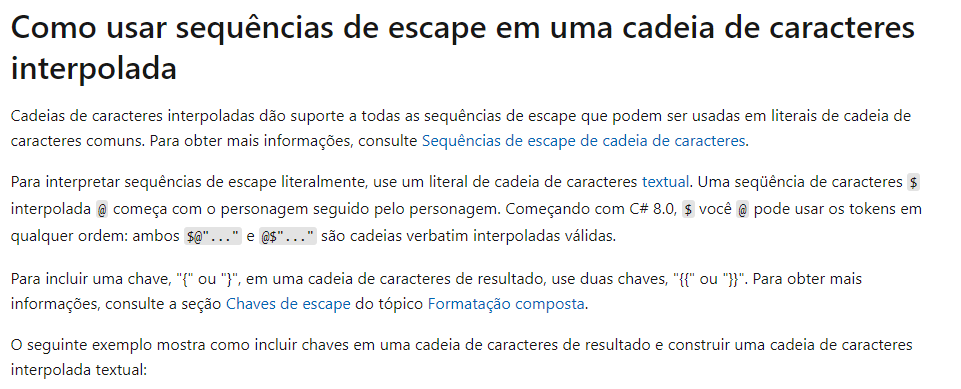 Como usar sequências de escape em uma cadeia de caracteres
interpolada
Cadeias de caracteres interpoladas dão suporte a todas as sequências de escape que podem ser usadas em literais de cadeia de
caracteres comuns. Para obter mais informações, consulte Sequências de escape de cadeia de caracteres.
Para interpretar sequências de escape literalmente, use um literal de cadeia de caracteres textual. Uma seqüência de caracteres $
interpolada @ começa com o personagem seguido pelo personagem. Começando com C# 8.0, $ você @ pode usar os tokens em
qualquer ordem: ambos $@"..." e @$"..." são cadeias verbatim interpoladas válidas.
Para incluir uma chave, "{" ou "}", em uma cadeia de caracteres de resultado, use duas chaves, "{{" ou "}}". Para obter mais
informações, consulte a seção Chaves de escape do tópico Formatação composta.
O seguinte exemplo mostra como incluir chaves em uma cadeia de caracteres de resultado e construir uma cadeia de caracteres
interpolada textual: